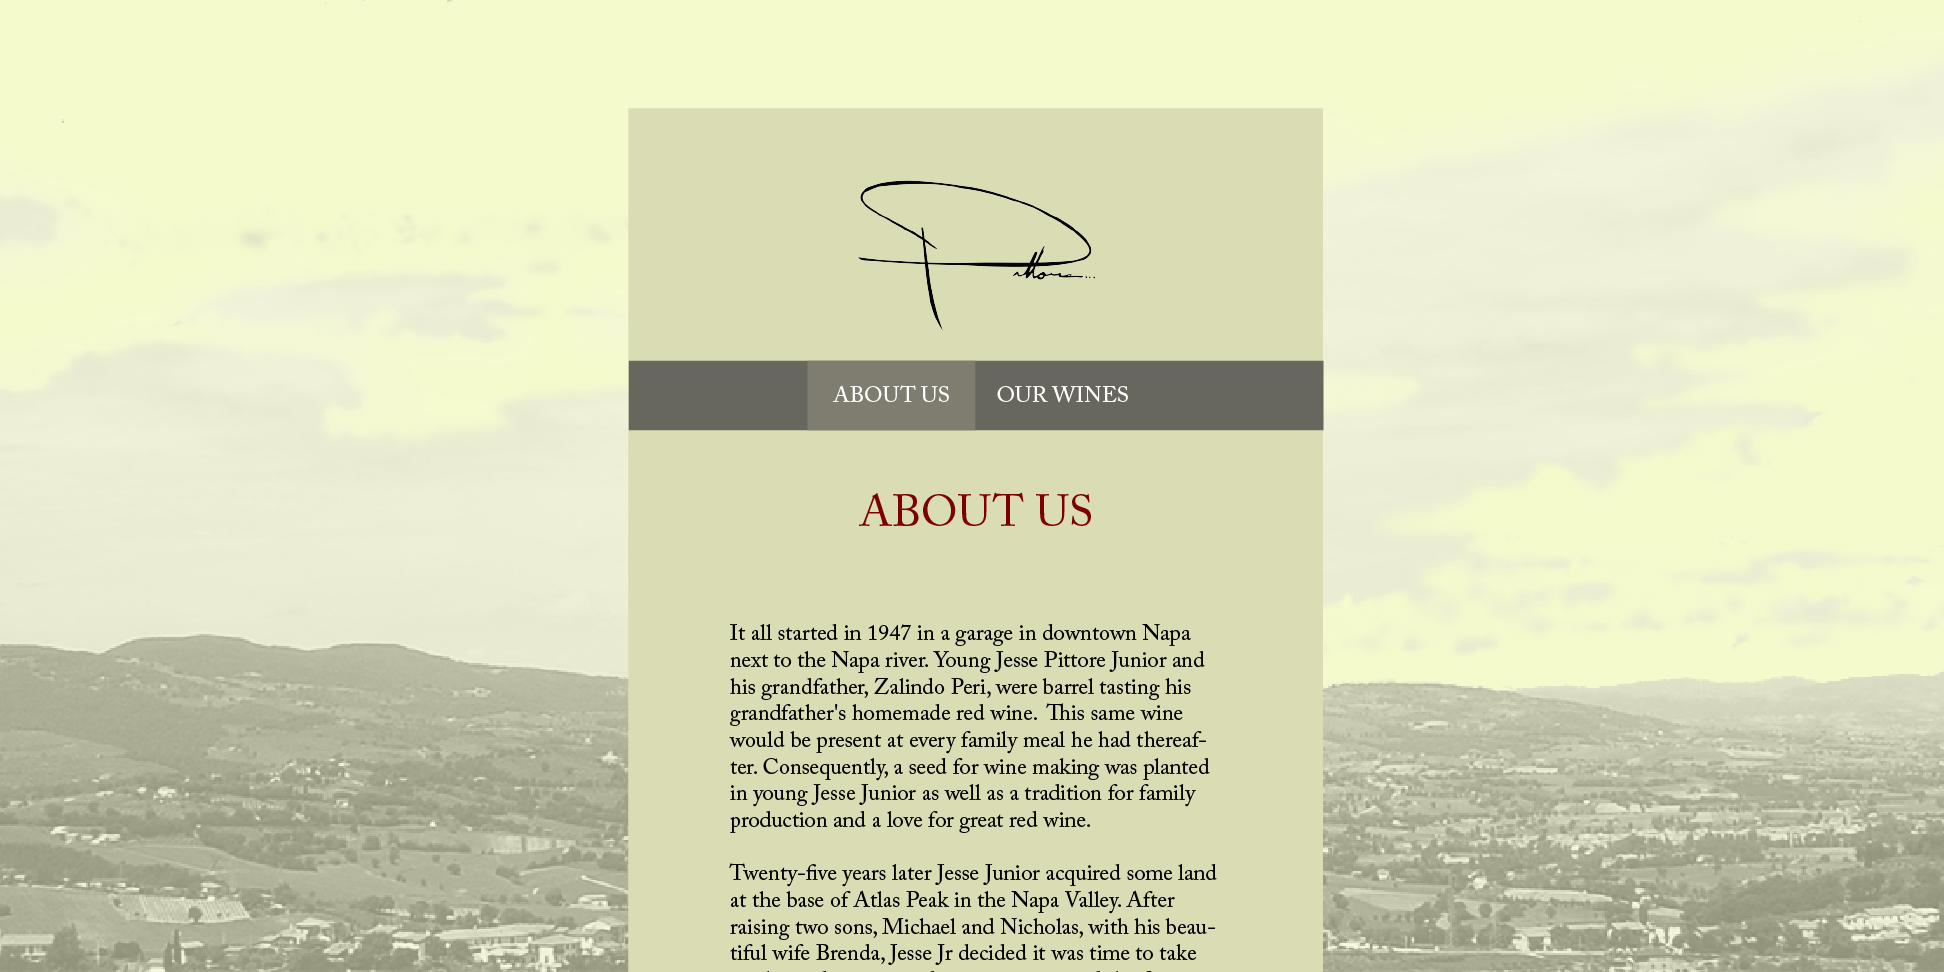 ABOUT US
OUR WINES
ABOUT US
It all started in 1947 in a garage in downtown Napa
next to the Napa river. Young Jesse Pittore Junior and
his grandfather, Zalindo Peri, were barrel tasting his
grandfather's homemade red wine. This same wine
would be present at every family meal he had thereaf-
ter. Consequently, a seed for wine making was planted
in young Jesse Junior as well as a tradition for family
production and a love for great red wine.
Twenty-five years later Jesse Junior acquired some land
at the base of Atlas Peak in the Napa Valley. After
raising two sons, Michael and Nicholas, with his beau-
tiful wife Brenda, Jesse Jr decided it was time to take